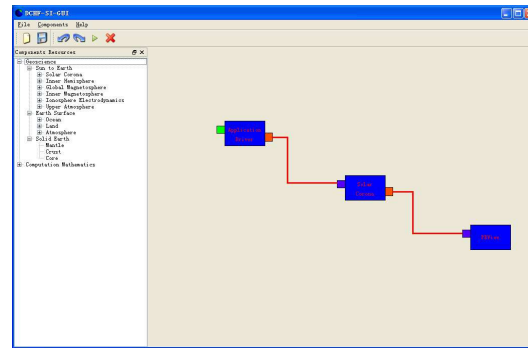 DCHF-SI-GUI
File Components Help
Components Resources
Geoscience
Sun to Earth
Solar Corona
Inner Hemisphere
Global Magnetosphere
Inner Magnetosphere
Ionosphere Electrodynamics
Upper Atmosphere
Earth Surface
Ocean
Land
Atmosphere
Solid Earth
Mantle
Crust
Core
Computation Mathematics
Application
Driver
Solar
Corona